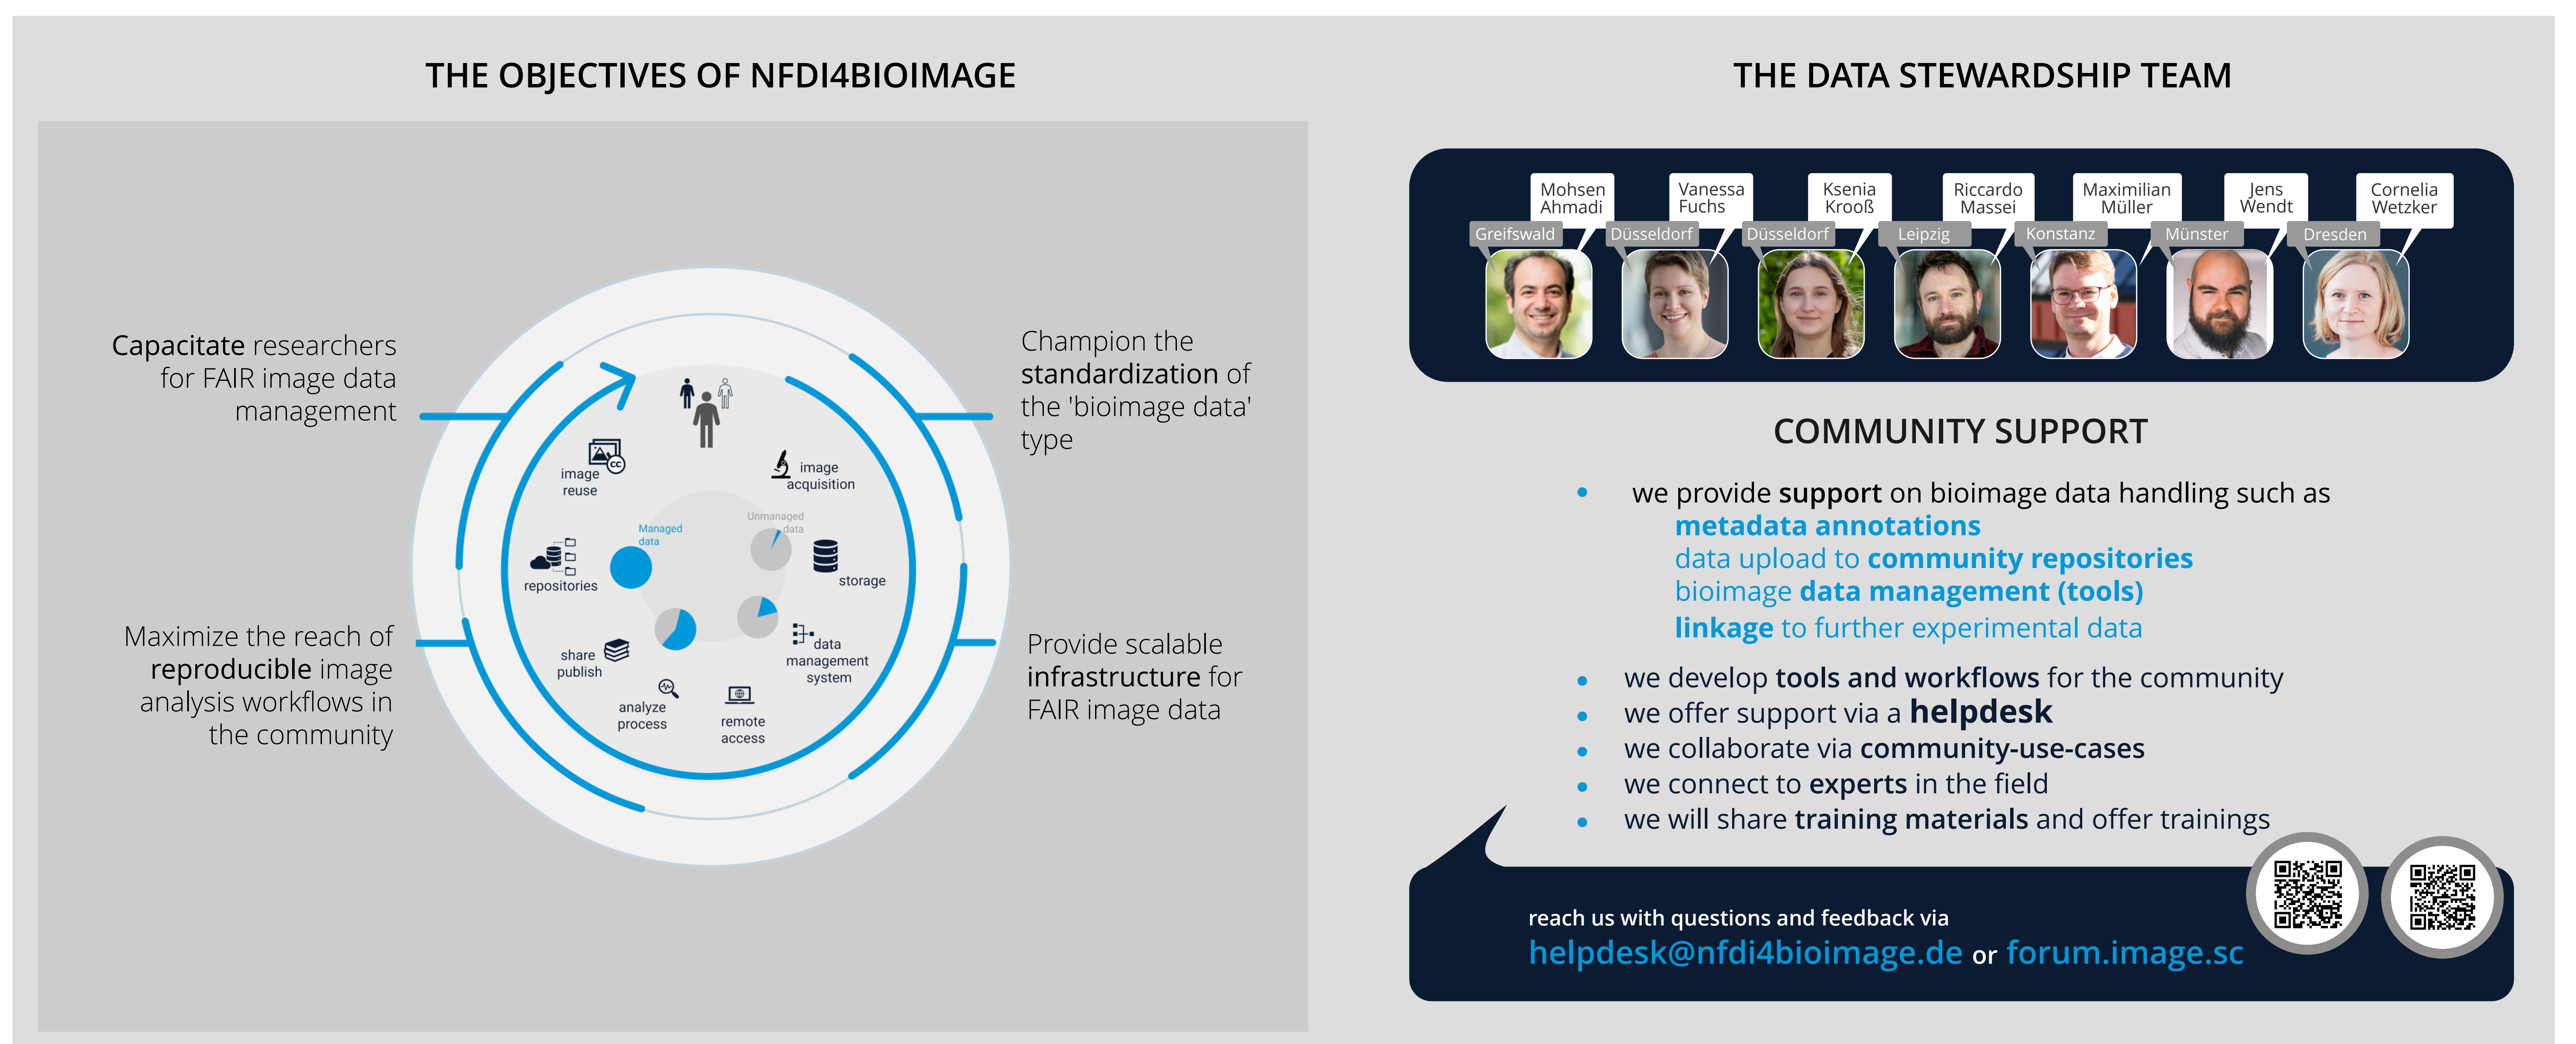 THE OBJECTIVES OF NFDI4BIOIMAGE
Capacitate researchers
for FAIR image data
management
Champion the
standardization of
the 'bioimage data'
type
Maximize the reach of
reproducible image
analysis workflows in
the community
Provide scalable
infrastructure for
FAIR image data
image
acquisition
Unmanaged
data
storage
data
management
system
remote
access
analyze
process
share
publish
repositories
Managed
data
image
reuse
cc
THE DATA STEWARDSHIP TEAM
Mohsen
Ahmadi
Greifswald
Vanessa
Fuchs
Düsseldorf
Ksenia
Krooß
Düsseldorf
Riccardo
Massei
Leipzig
Maximilian
Müller
Konstanz
Jens
Wendt
Münster
Cornelia
Wetzker
Dresden
COMMUNITY SUPPORT
• we provide support on bioimage data handling such as
metadata annotations
data upload to community repositories
bioimage data management (tools)
linkage to further experimental data
• we develop tools and workflows for the community
• we offer support via a helpdesk
• we collaborate via community-use-cases
• we connect to experts in the field
• we will share training materials and offer trainings
reach us with questions and feedback via
helpdesk@nfdi4bioimage.de or forum.image.sc